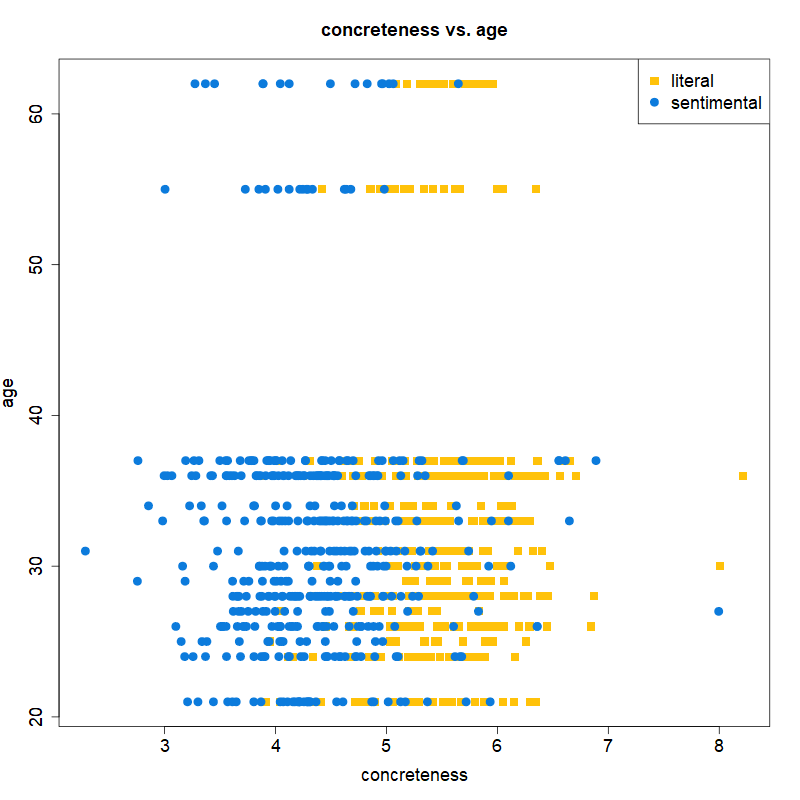 concreteness vs. age
literal
sentimental
60
50
40
30
20
age
3 4 5 6 7 8
concreteness